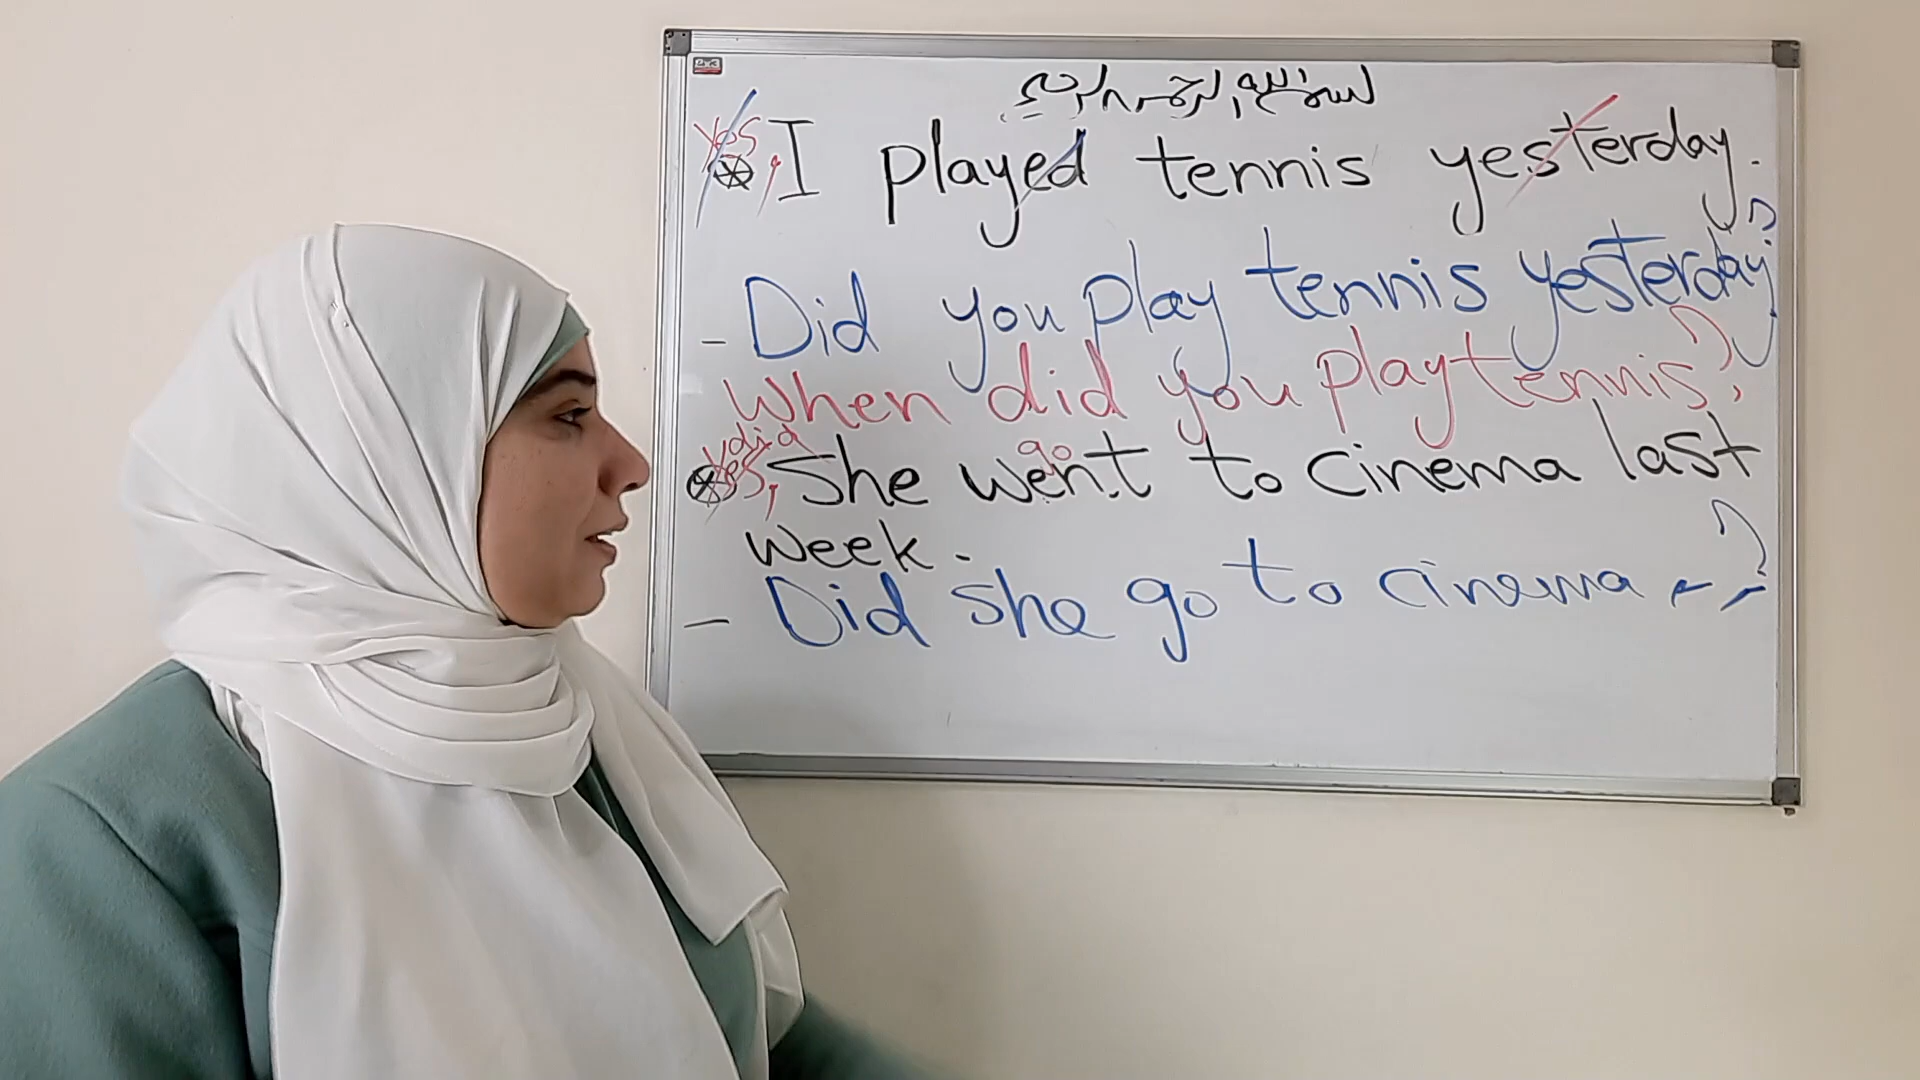 بسم الله الرحمن الرحيم
Yes, I played tennis yesterday.
- Did you play tennis yesterday?
When did you play tennis?
did
go
Yes, She went to cinema last
week.
- Did she go to cinema - - ?